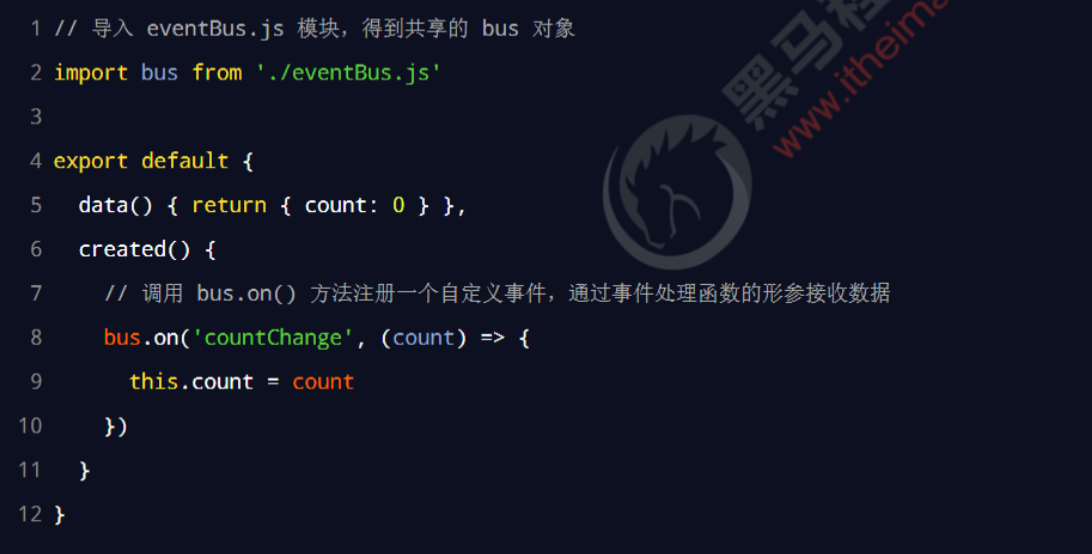 1 // 导入 eventBus.js 模块，得到共享的 bus 对象
2 import bus from './eventBus.js'
3
4 export default {
5   data() { return { count: 0 } },
6   created() {
7     // 调用 bus.on() 方法注册一个自定义事件，通过事件处理函数的形参接收数据
8     bus.on('countChange', (count) => {
9       this.count = count
10     })
11   }
12 }
黑马程
www.itheima